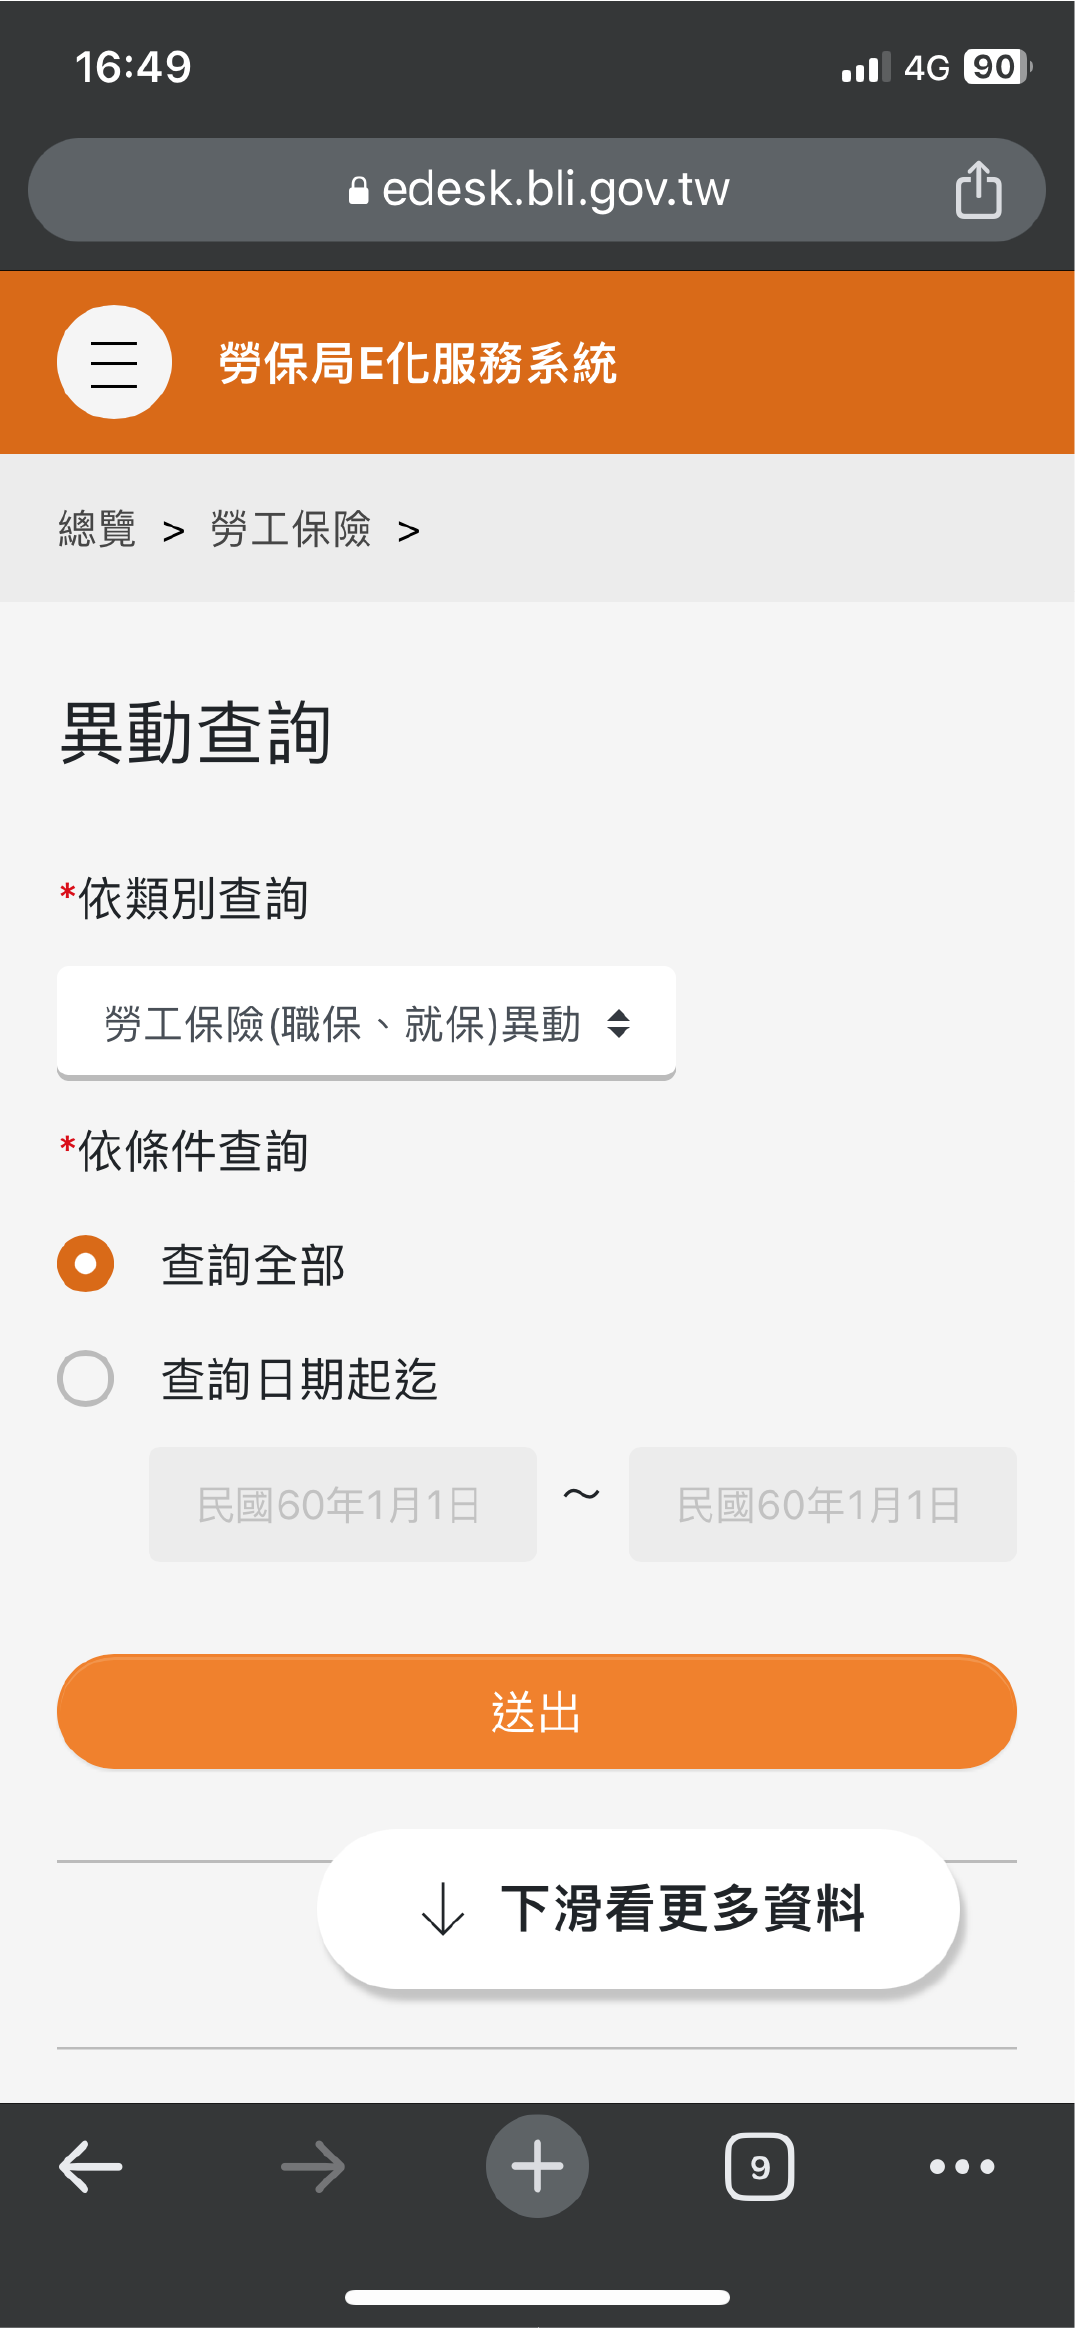 16:49
4G 90
edesk.bli.gov.tw
勞保局E化服務系統
總覽 > 勞工保險 >
異動查詢
*依類別查詢
勞工保險(職保、就保)異動
*依條件查詢
查詢全部
查詢日期起迄
民國60年1月1日 ～ 民國60年1月1日
送出
↓ 下滑看更多資料
9